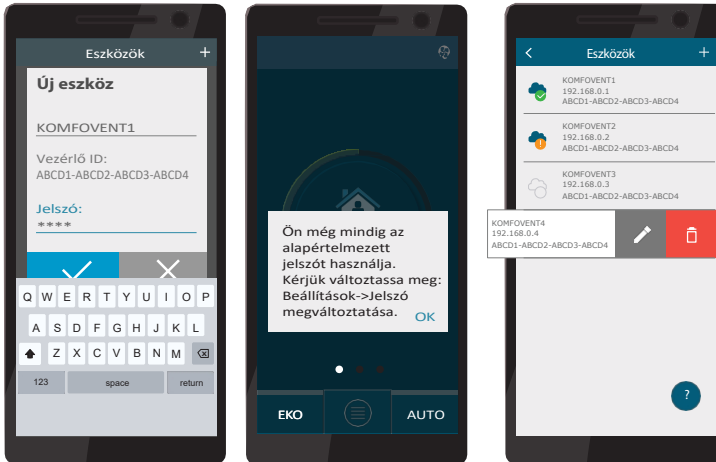 Eszközök +
Új eszköz
KOMFOVENT1
Vezérlő ID:
ABCD1-ABCD2-ABCD3-ABCD4
Jelszó:
****
Q W E R T Y U I O P
A S D F G H J K L
Z X C V B N M
123 space return
Ön még mindig az
alapértelmezett
jelszót használja.
Kérjük változtassa meg:
Beállítások->Jelszó
megváltoztatása. OK
EKO AUTO
Eszközök +
KOMFOVENT1
192.168.0.1
ABCD1-ABCD2-ABCD3-ABCD4
KOMFOVENT2
192.168.0.2
ABCD1-ABCD2-ABCD3-ABCD4
KOMFOVENT3
192.168.0.3
ABCD1-ABCD2-ABCD3-ABCD4
KOMFOVENT4
192.168.0.4
ABCD1-ABCD2-ABCD3-ABCD4
?